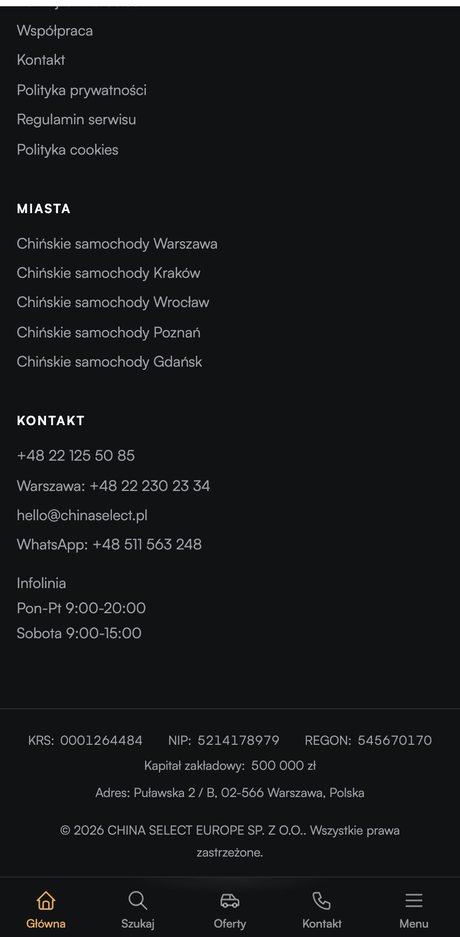 Współpraca
Kontakt
Polityka prywatności
Regulamin serwisu
Polityka cookies
MIASTA
Chińskie samochody Warszawa
Chińskie samochody Kraków
Chińskie samochody Wrocław
Chińskie samochody Poznań
Chińskie samochody Gdańsk
KONTAKT
+48 22 125 50 85
Warszawa: +48 22 230 23 34
hello@chinaselect.pl
WhatsApp: +48 511 563 248
Infolinia
Pon-Pt 9:00-20:00
Sobota 9:00-15:00
KRS: 0001264484 NIP: 5214178979 REGON: 545670170
Kapitał zakładowy: 500 000 zł
Adres: Puławska 2 / B, 02-566 Warszawa, Polska
© 2026 CHINA SELECT EUROPE SP. Z O.O.. Wszystkie prawa
zastrzeżone.
Główna Szukaj Oferty Kontakt Menu